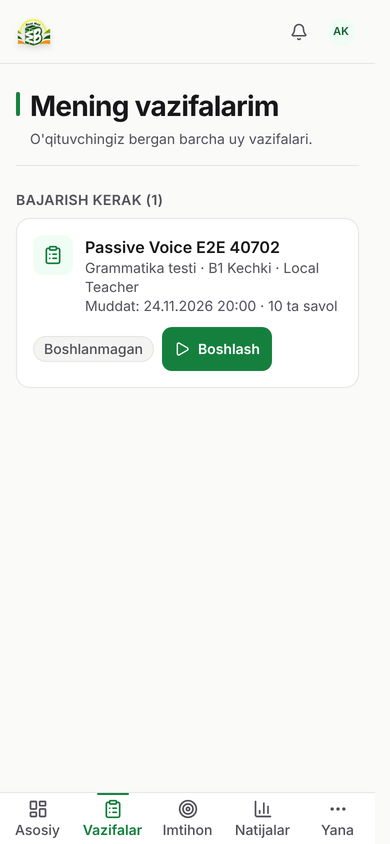 AK
Mening vazifalarim
O'qituvchingiz bergan barcha uy vazifalari.
BAJARISH KERAK (1)
Passive Voice E2E 40702
Grammatika testi · B1 Kechki · Local
Teacher
Muddat: 24.11.2026 20:00 · 10 ta savol
Boshlanmagan
Boshlash
Asosiy
Vazifalar
Imtihon
Natijalar
Yana